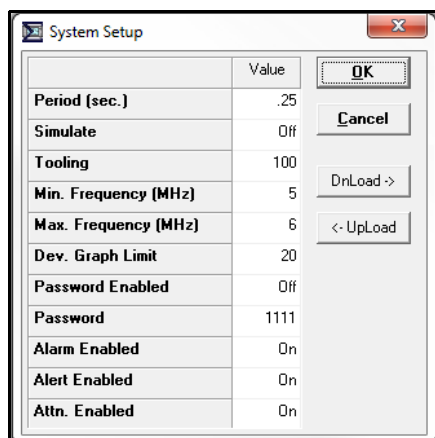 System Setup
Value
Period (sec.) .25
Simulate Off
Tooling 100
Min. Frequency (MHz) 5
Max. Frequency (MHz) 6
Dev. Graph Limit 20
Password Enabled Off
Password 1111
Alarm Enabled On
Alert Enabled On
Attn. Enabled On
OK
Cancel
DnLoad ->
<- UpLoad